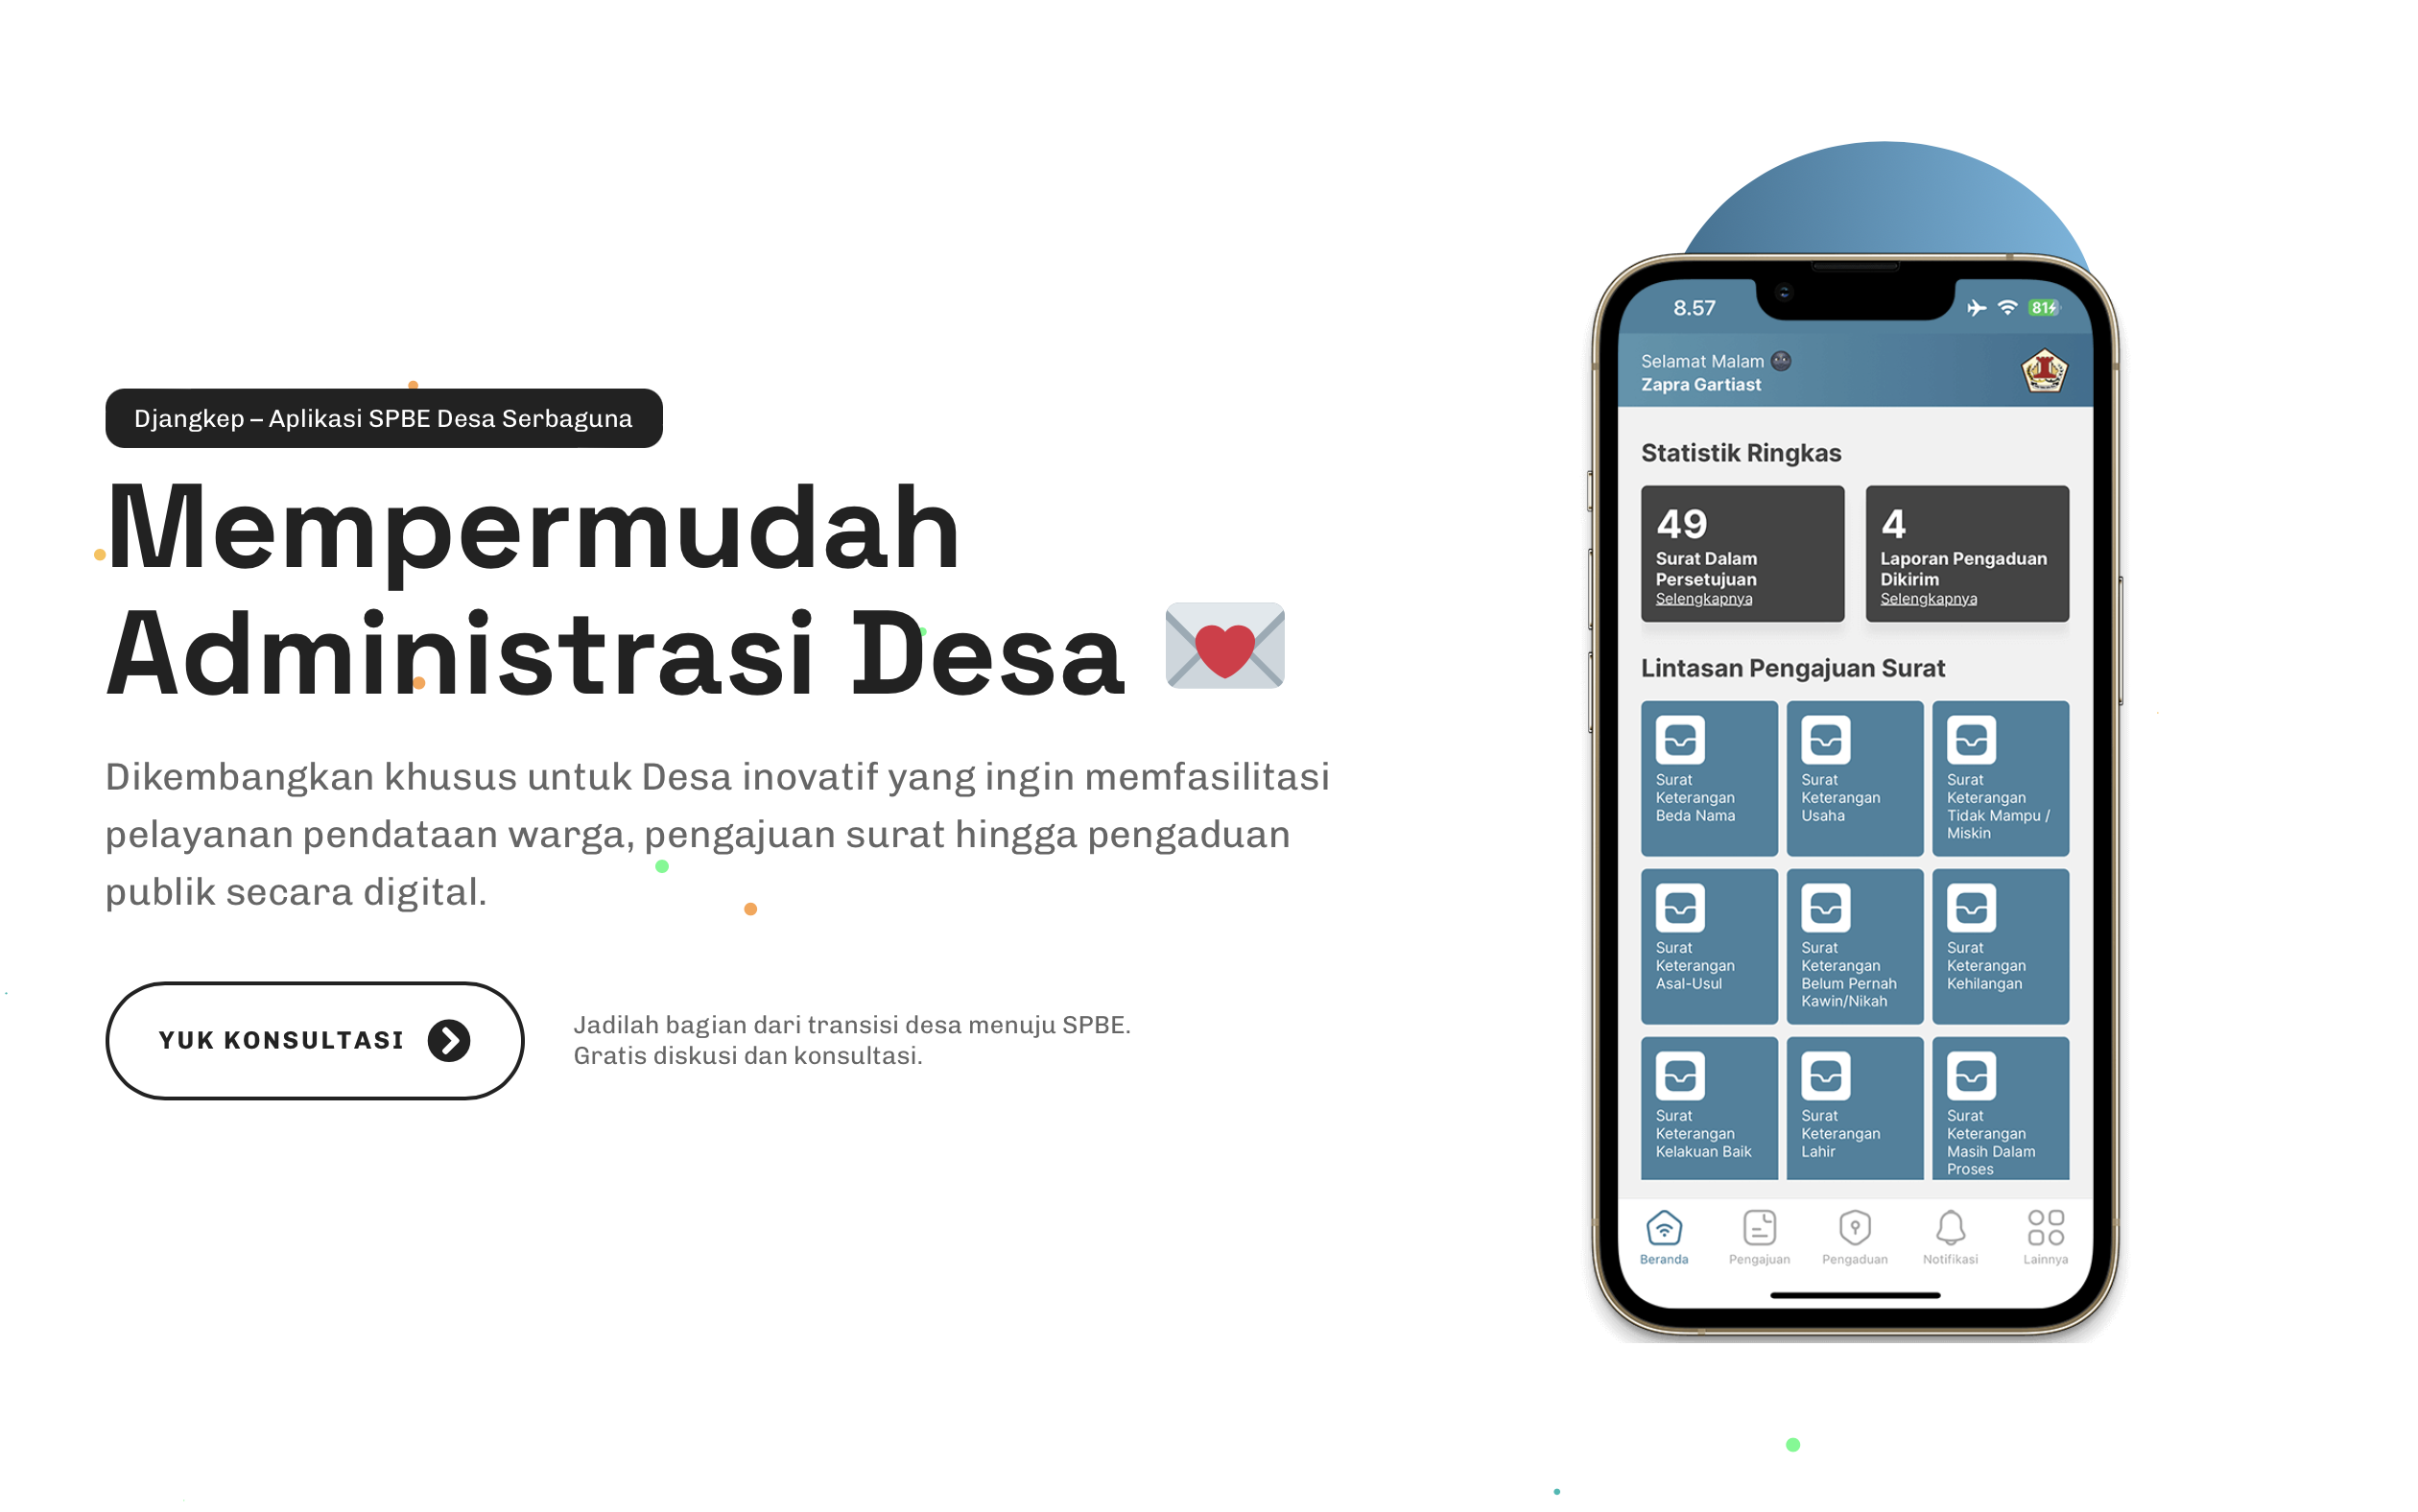 Djangkep – Aplikasi SPBE Desa Serbaguna
Mempermudah
Administrasi Desa
Dikembangkan khusus untuk Desa inovatif yang ingin memfasilitasi
pelayanan pendataan warga, pengajuan surat hingga pengaduan
publik secara digital.
YUK KONSULTASI
Jadilah bagian dari transisi desa menuju SPBE.
Gratis diskusi dan konsultasi.
8.57
81
Selamat Malam
Zapra Gartiast
Statistik Ringkas
49
Surat Dalam
Persetujuan
Selengkapnya
4
Laporan Pengaduan
Dikirim
Selengkapnya
Lintasan Pengajuan Surat
Surat
Keterangan
Beda Nama
Surat
Keterangan
Usaha
Surat
Keterangan
Tidak Mampu /
Miskin
Surat
Keterangan
Asal-Usul
Surat
Keterangan
Belum Pernah
Kawin/Nikah
Surat
Keterangan
Kehilangan
Surat
Keterangan
Kelakuan Baik
Surat
Keterangan
Lahir
Surat
Keterangan
Masih Dalam
Proses
Beranda
Pengajuan
Pengaduan
Notifikasi
Lainnya